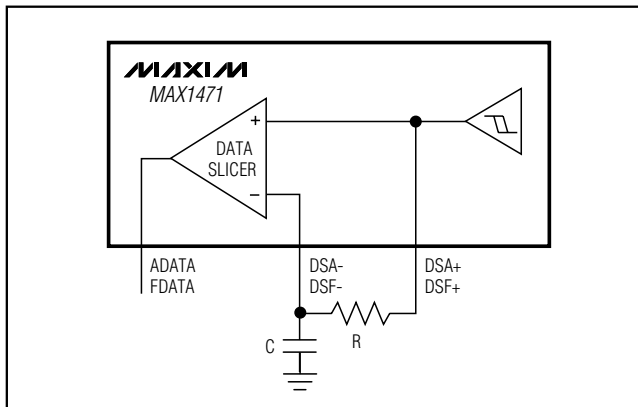 MAXIM
MAX1471
+
DATA
SLICER
−
ADATA
FDATA
DSA-
DSF-
DSA+
DSF+
C
R